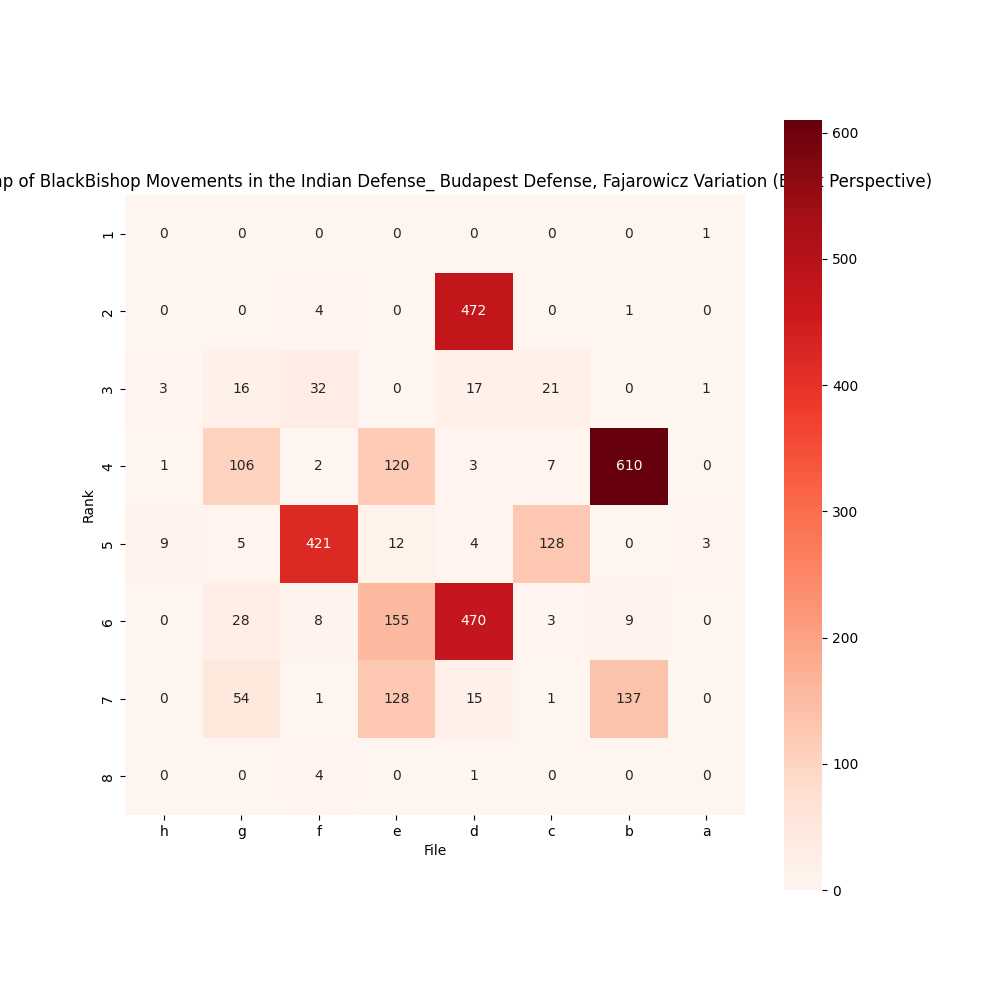 of BlackBishop Movements in the Indian Defense_ Budapest Defense, Fajarowicz Variation ( Perspective)
600
1 0 0 0 0 0 0 0 1
500
2 0 0 4 0 472 0 1 0
3 3 16 32 0 17 21 0 1
400
4 1 106 2 120 3 7 610 0
Rank
300
5 9 5 421 12 4 128 0 3
6 0 28 8 155 470 3 9 0
200
7 0 54 1 128 15 1 137 0
100
8 0 0 4 0 1 0 0 0
h g f e d c b a
File
0